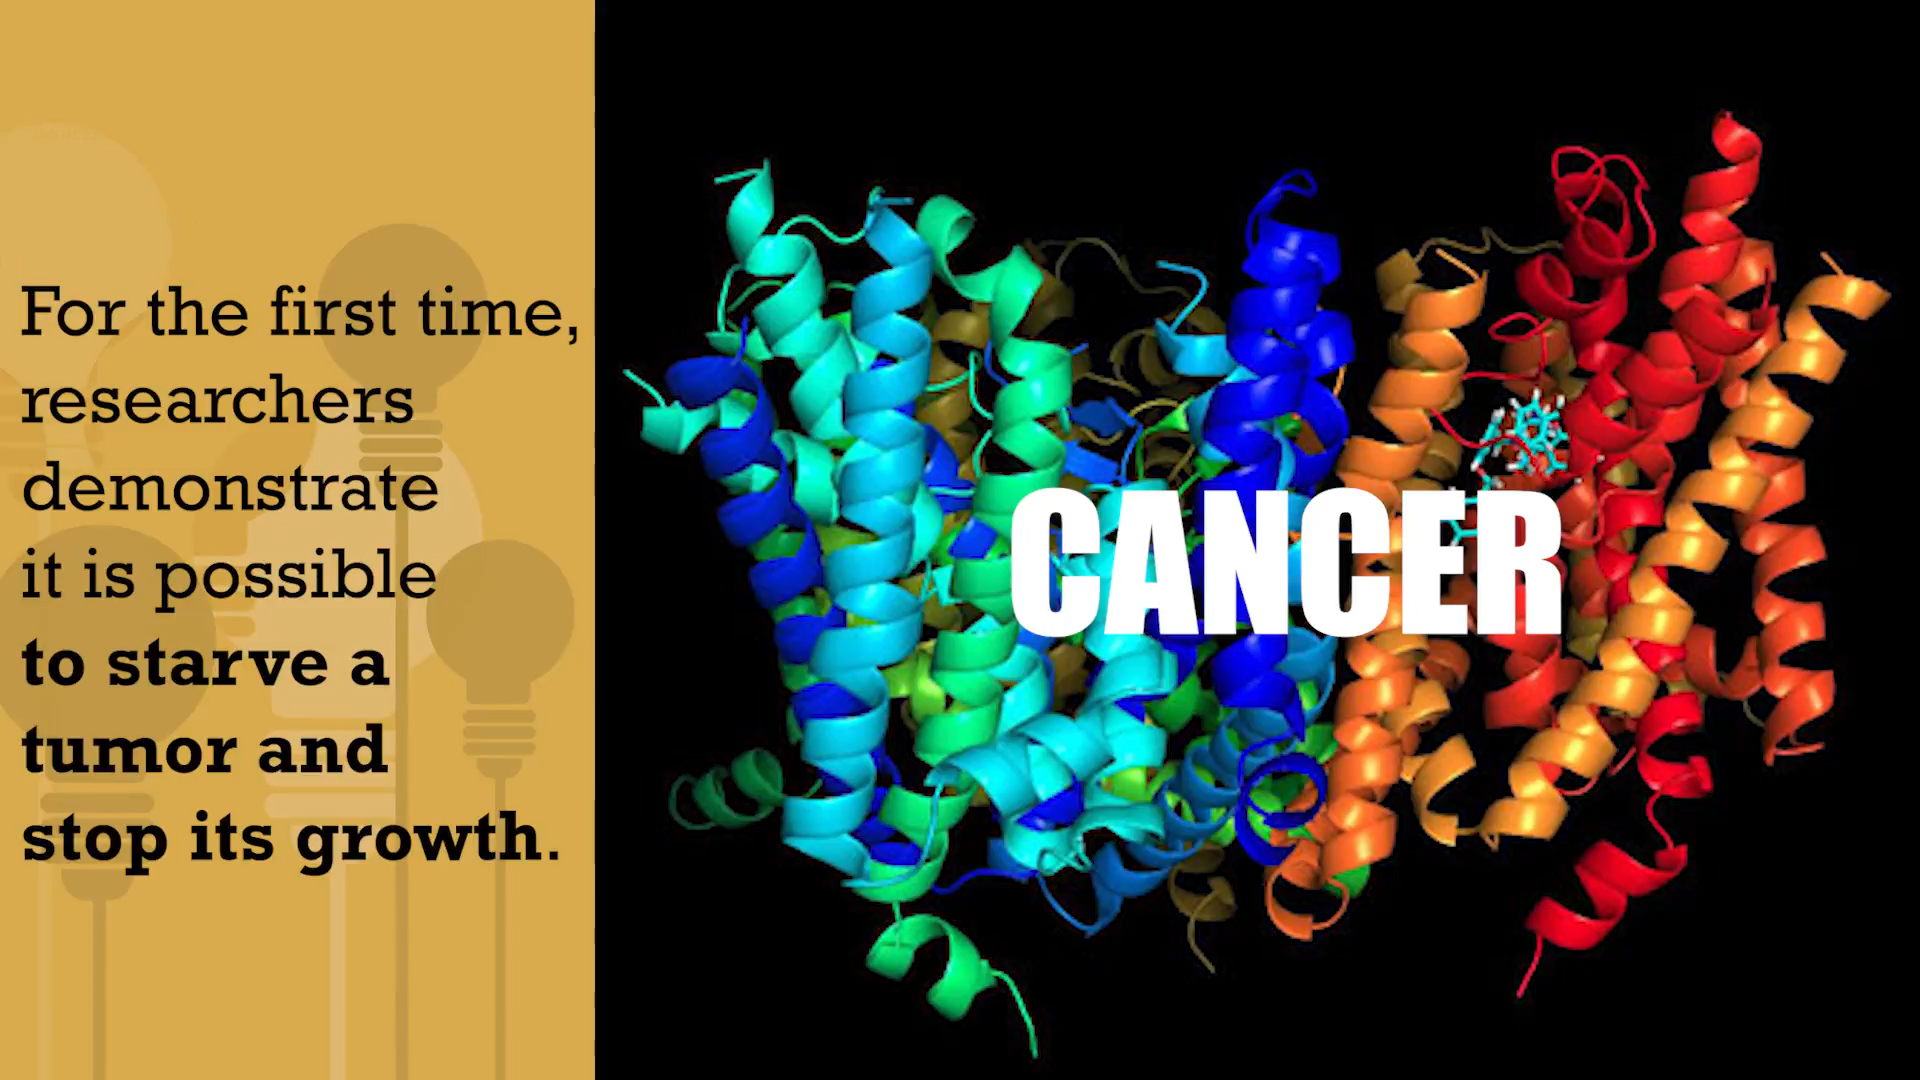 For the first time,
researchers
demonstrate
it is possible
to starve a
tumor and
stop its growth.
CANCER